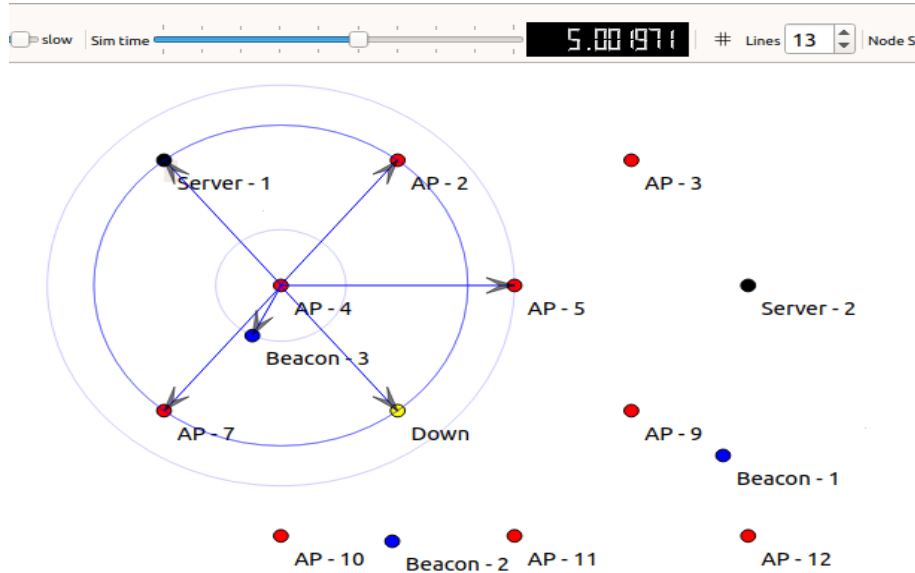 slow Sim time 5.001971 # Lines 13 Node S
Server - 1 AP - 2 AP - 3
AP - 4 AP - 5 Server - 2
Beacon - 3
AP - 7 Down AP - 9
Beacon - 1
AP - 10 Beacon - 2 AP - 11 AP - 12